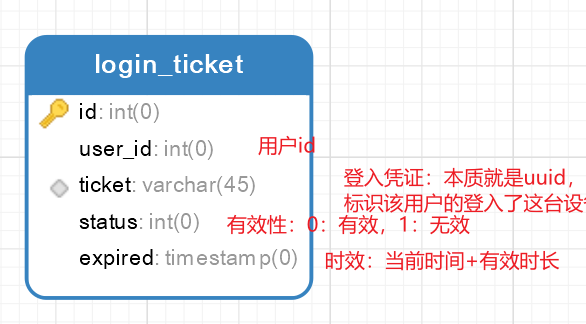 login_ticket
id: int(0)
user_id: int(0)
用户id
ticket: varchar(45)
登入凭证：本质就是uuid，
标识该用户的登入了这台设备
status: int(0)
有效性：0：有效，1：无效
expired: timestamp(0)
时效：当前时间+有效时长